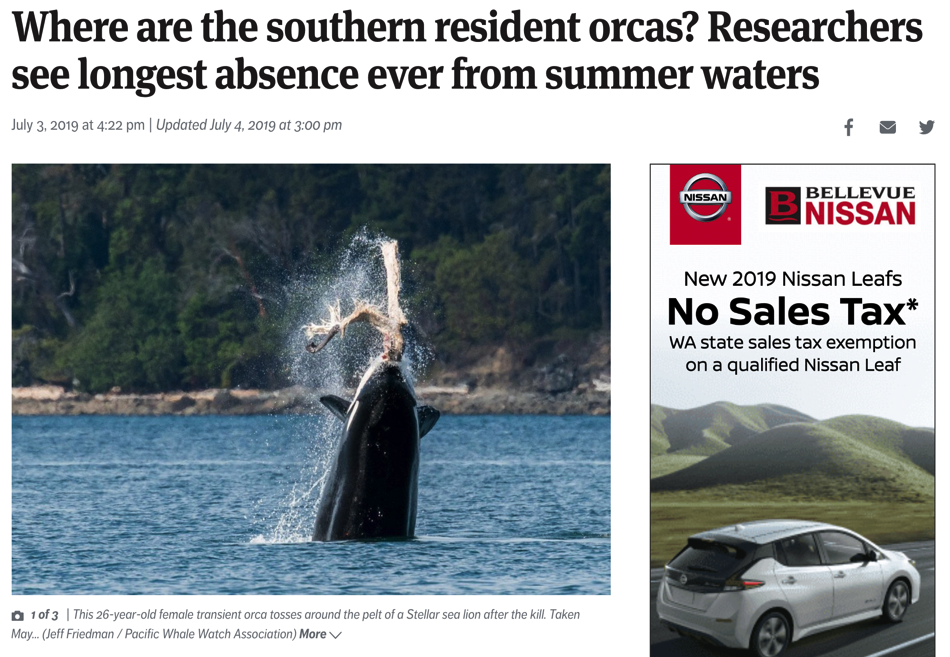 Where are the southern resident orcas? Researchers
see longest absence ever from summer waters
July 3, 2019 at 4:22 pm | Updated July 4, 2019 at 3:00 pm
NISSAN
B BELLEVUE
NISSAN
New 2019 Nissan Leafs
No Sales Tax*
WA state sales tax exemption
on a qualified Nissan Leaf
1 of 3 | This 26-year-old female transient orca tosses around the pelt of a Stellar sea lion after the kill. Taken
May... (Jeff Friedman / Pacific Whale Watch Association) More